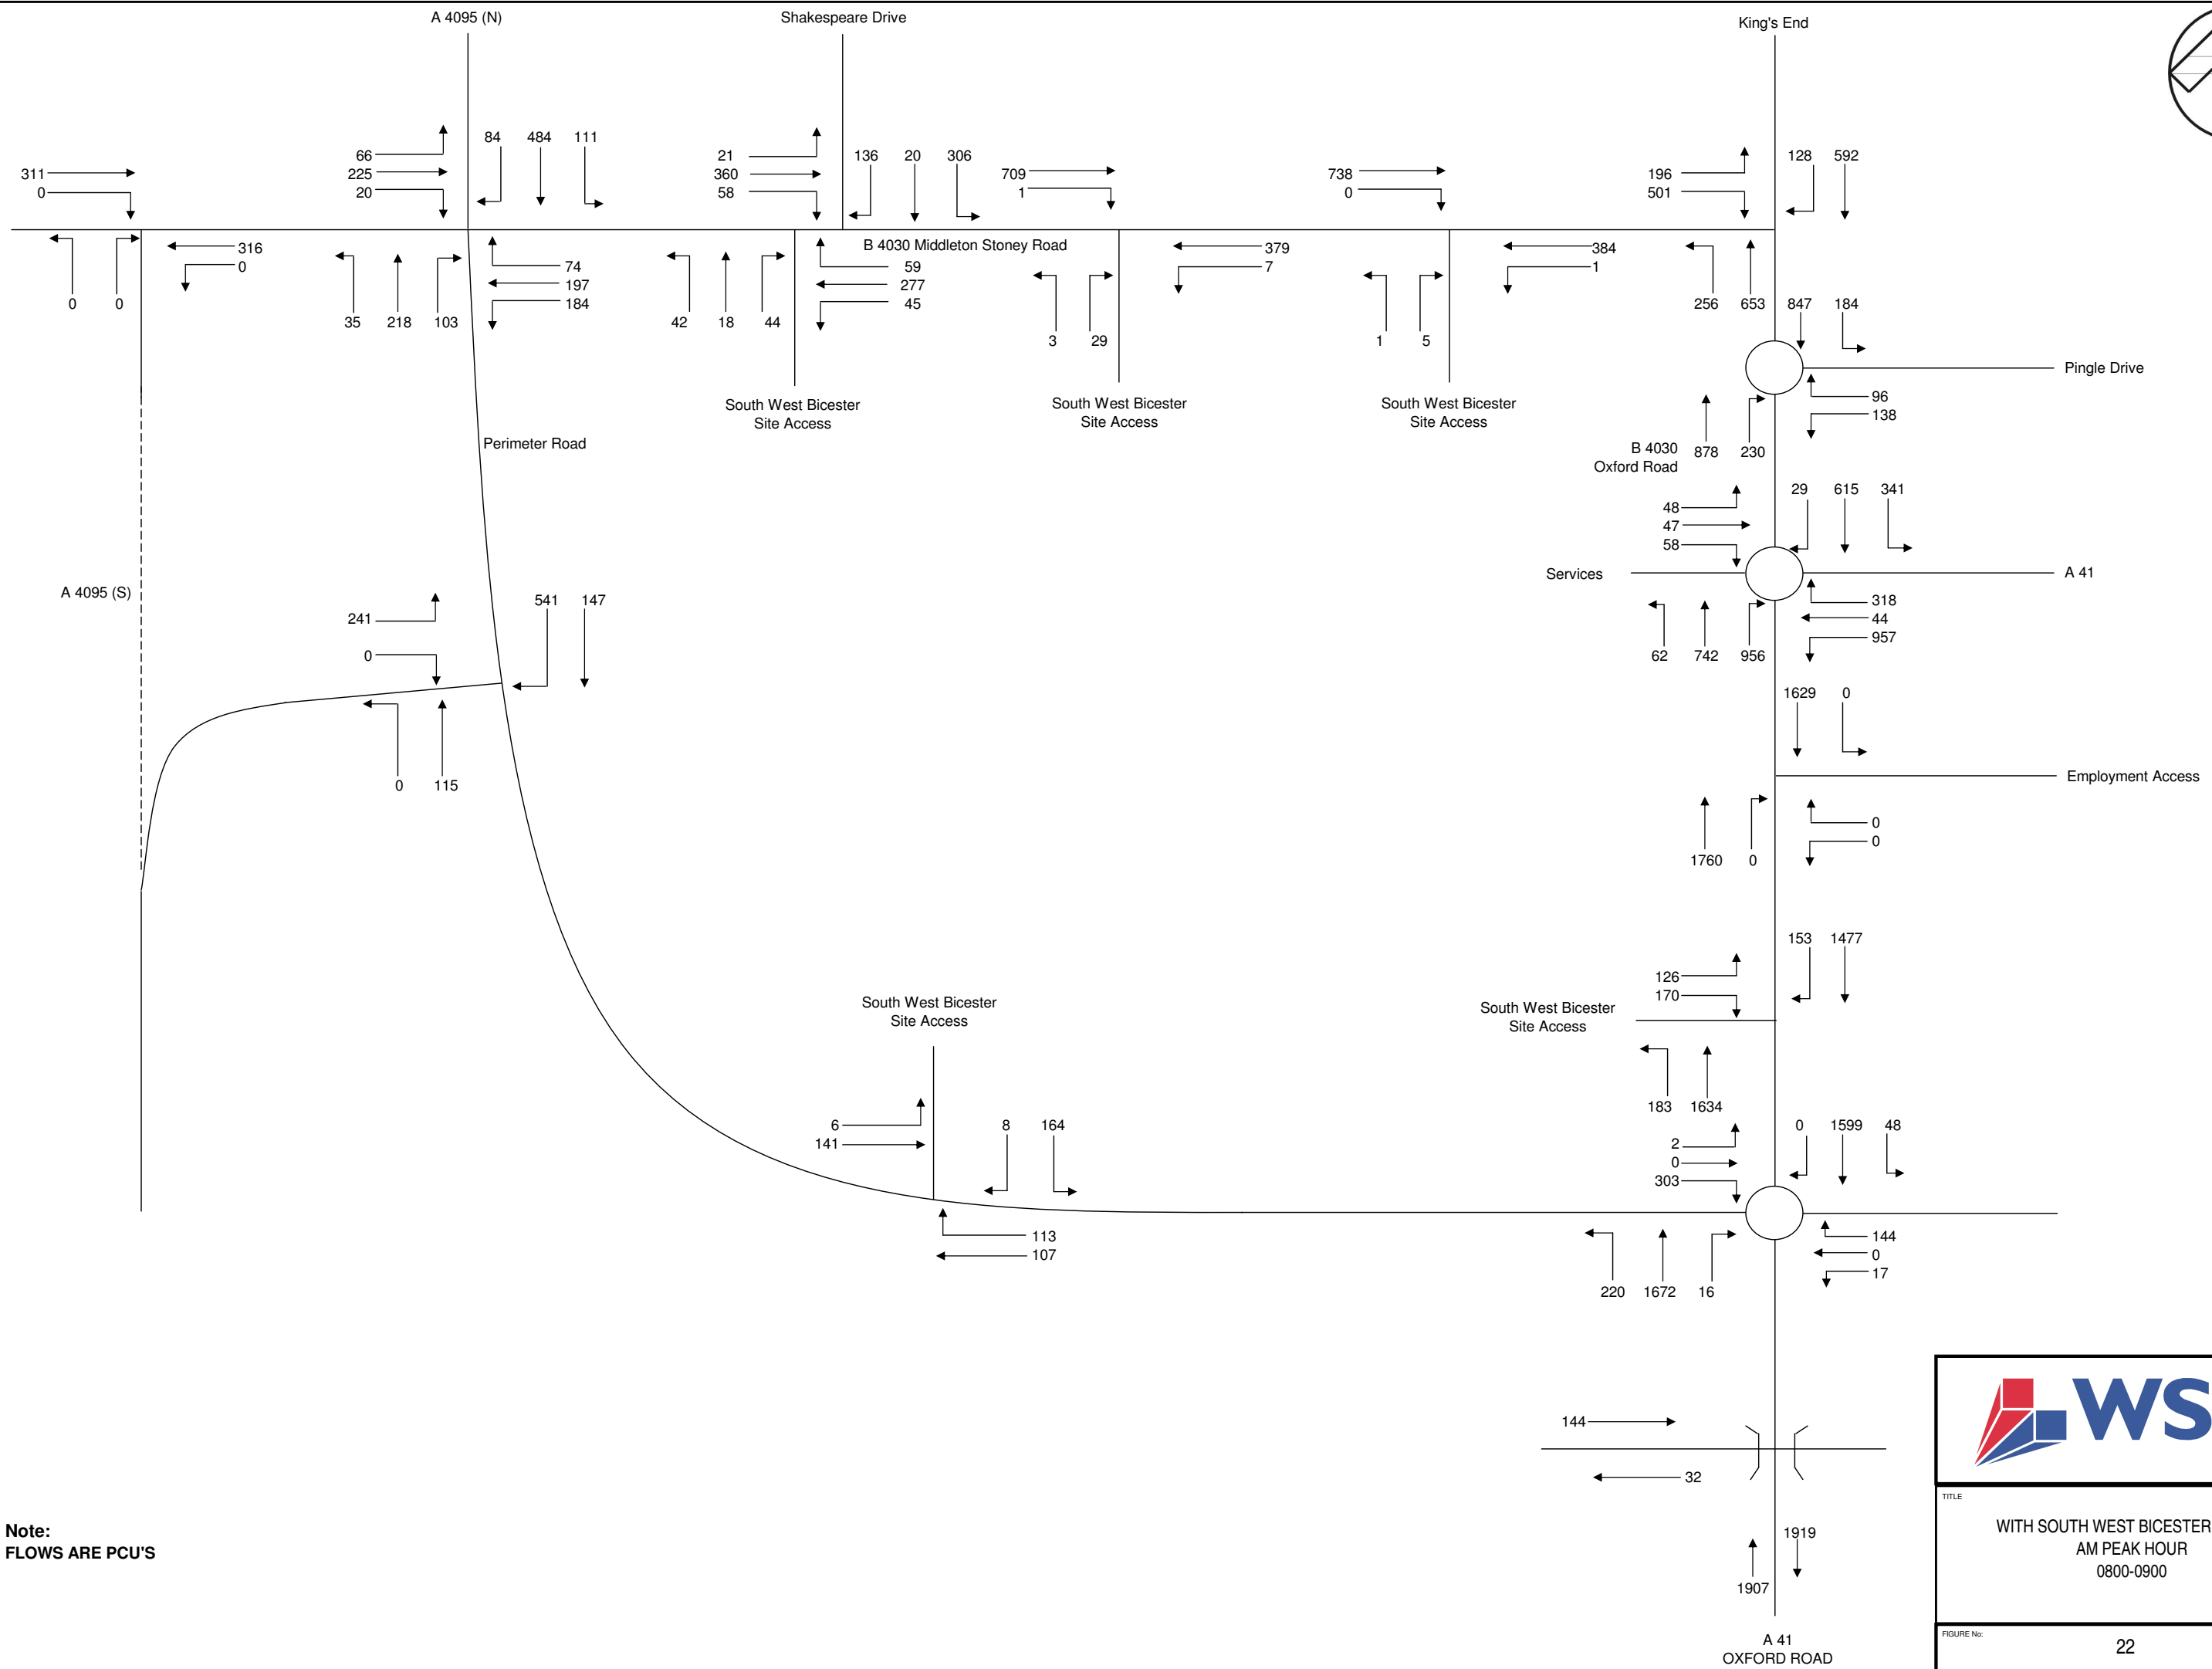 A 4095 (N)
Shakespeare Drive
King's End
84 484 111
66
225
20
311
0
21
360
58
136 20 306
709
1
738
0
196
501
128 592
B 4030 Middleton Stoney Road
316
0
0 0
35 218 103
74
197
184
42 18 44
59
277
45
3 29
379
7
1 5
384
1
256 653 847 184
South West Bicester
Site Access
South West Bicester
Site Access
South West Bicester
Site Access
Pingle Drive
96
138
Perimeter Road
B 4030
Oxford Road
878 230
29 615 341
48
47
58
Services
A 41
A 4095 (S)
318
44
957
62 742 956
541 147
241
0
0 115
1629 0
Employment Access
0
0
1760 0
153 1477
126
170
South West Bicester
Site Access
South West Bicester
Site Access
183 1634
6
141
8 164
2
0
303
0 1599 48
113
107
144
0
17
220 1672 16
144
32
1919
1907
A 41
OXFORD ROAD
Note:
FLOWS ARE PCU'S
WS
TITLE
WITH SOUTH WEST BICESTER
AM PEAK HOUR
0800-0900
FIGURE No:
22